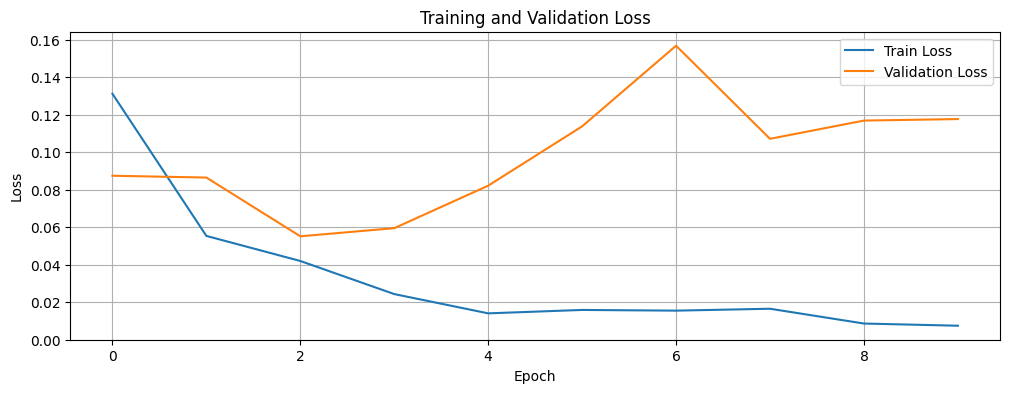 Training and Validation Loss
Train Loss
Validation Loss
Loss
0.16
0.14
0.12
0.10
0.08
0.06
0.04
0.02
0.00
0 2 4 6 8
Epoch